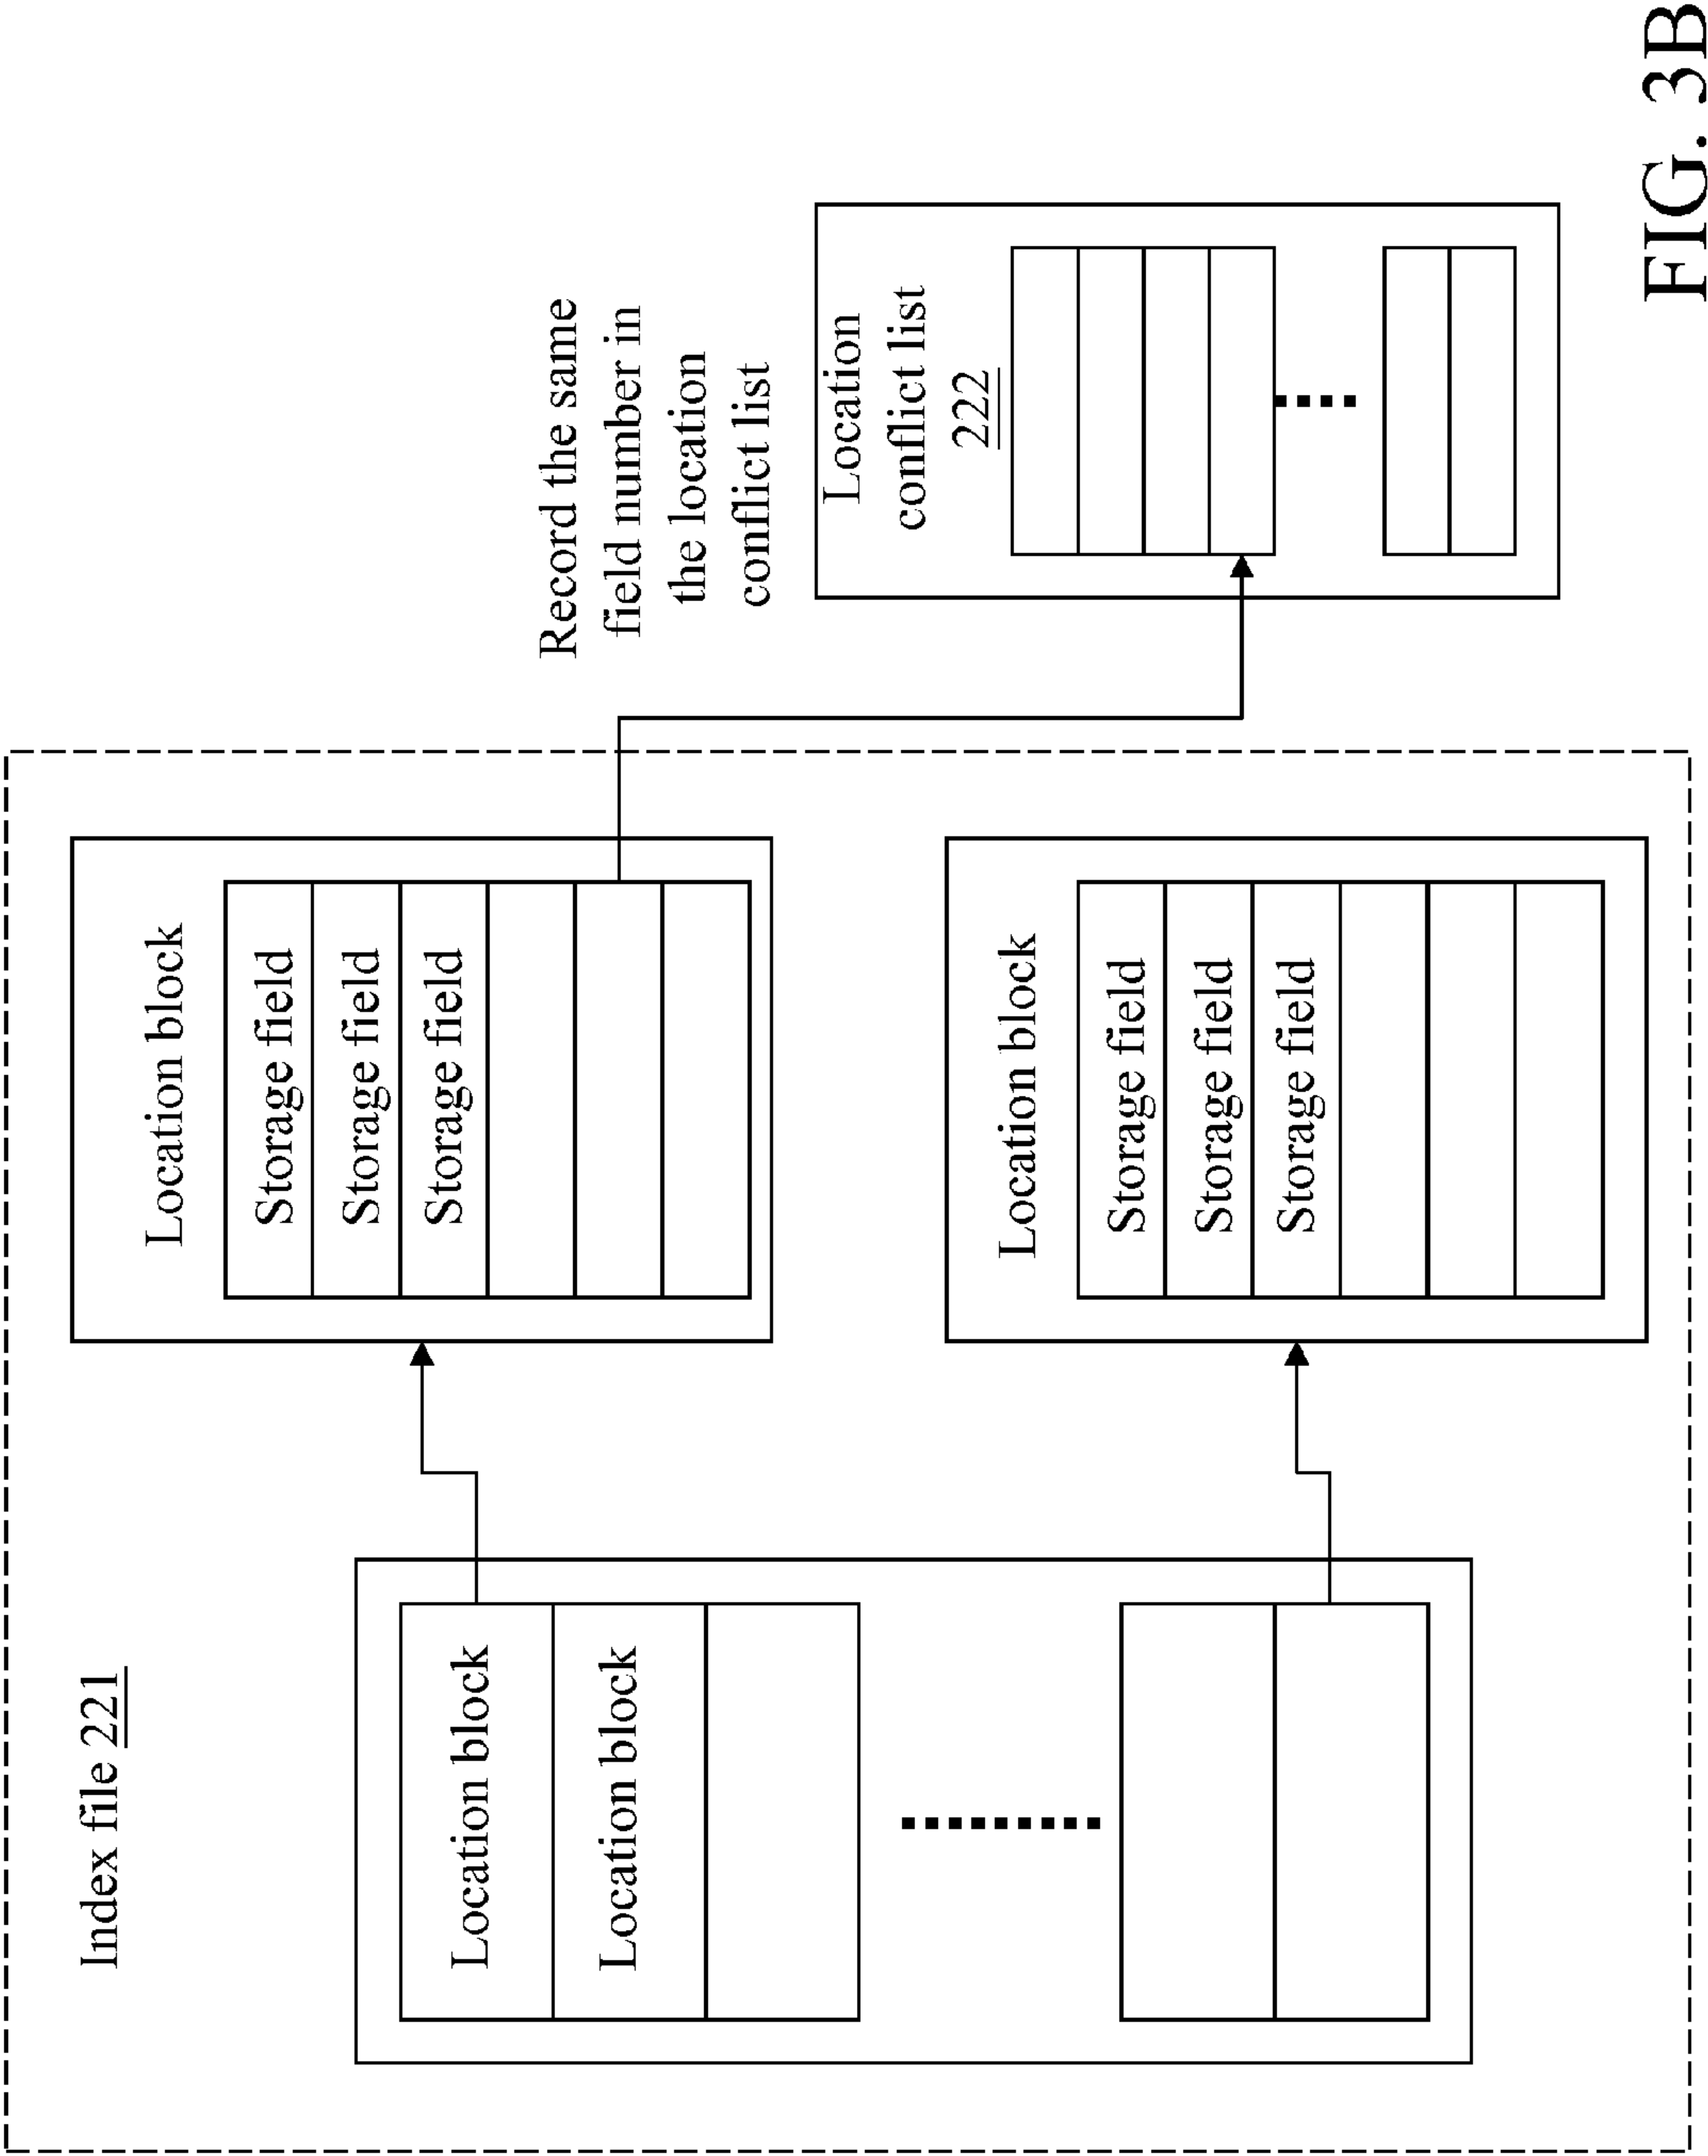 Index file 221
Location block
Location block
Location block
Storage field
Storage field
Storage field
Location block
Storage field
Storage field
Storage field
Record the same
field number in
the location
conflict list
Location
conflict list
222
FIG. 3B